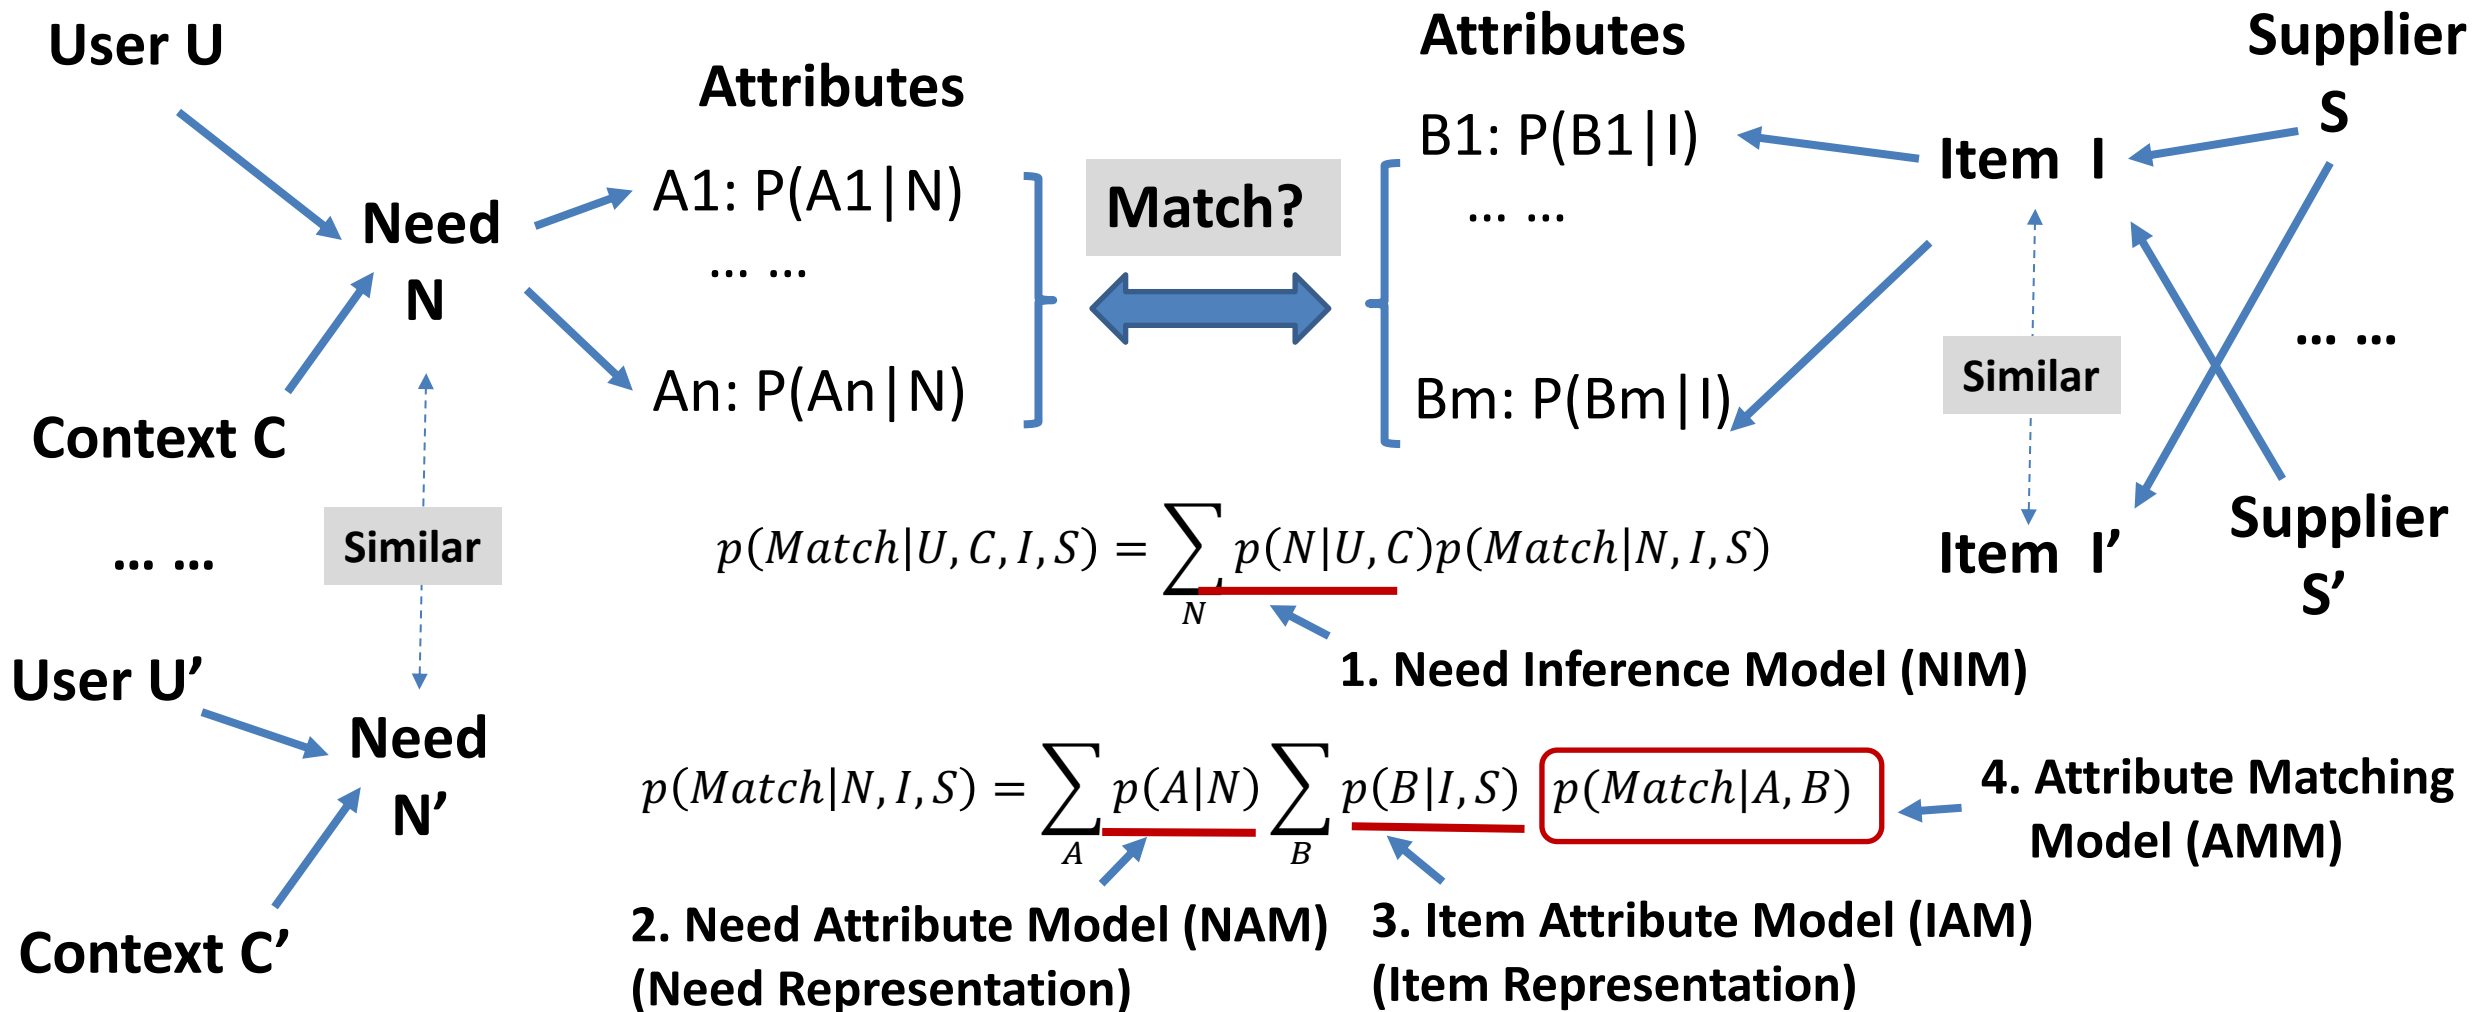 User U
Attributes
A1: P(A1|N)
... ...
An: P(An|N)
Need
N
Context C
... ...
Similar
User U’
Need
N’
Context C’
Match?
Attributes
B1: P(B1|I)
... ...
Bm: P(Bm|I)
Item I
Supplier
S
Similar
... ...
Item I’
Supplier
S’
p(Match|U, C, I, S) = ∑_N p(N|U, C)p(Match|N, I, S)
1. Need Inference Model (NIM)
p(Match|N, I, S) = ∑_A p(A|N) ∑_B p(B|I, S) p(Match|A, B)
4. Attribute Matching
Model (AMM)
2. Need Attribute Model (NAM)
(Need Representation)
3. Item Attribute Model (IAM)
(Item Representation)